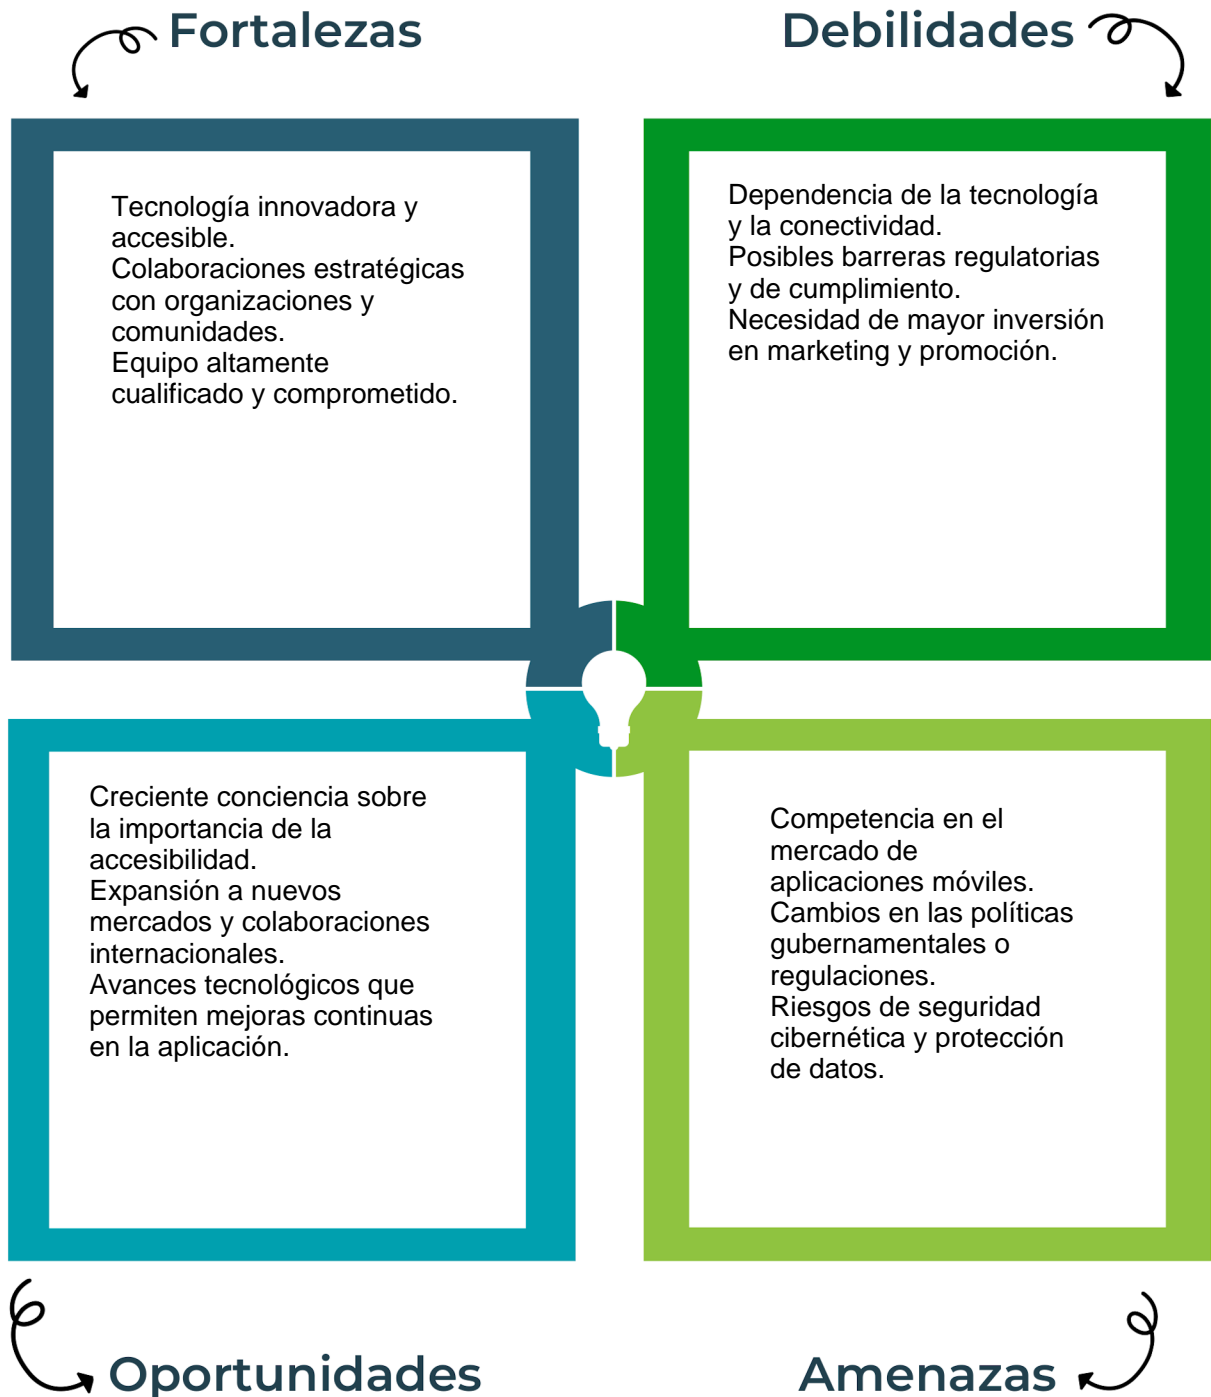 Fortalezas
Tecnología innovadora y
accesible.
Colaboraciones estratégicas
con organizaciones y
comunidades.
Equipo altamente
cualificado y comprometido.
Debilidades
Dependencia de la tecnología
y la conectividad.
Posibles barreras regulatorias
y de cumplimiento.
Necesidad de mayor inversión
en marketing y promoción.
Creciente conciencia sobre
la importancia de la
accesibilidad.
Expansión a nuevos
mercados y colaboraciones
internacionales.
Avances tecnológicos que
permiten mejoras continuas
en la aplicación.
Oportunidades
Competencia en el
mercado de
aplicaciones móviles.
Cambios en las políticas
gubernamentales o
regulaciones.
Riesgos de seguridad
cibernética y protección
de datos.
Amenazas